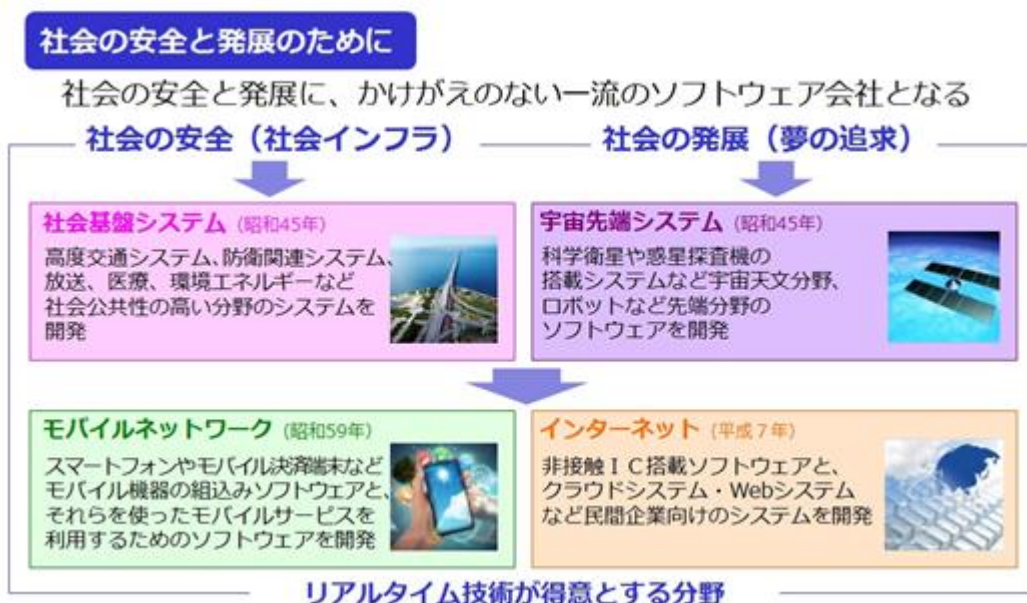 社会の安全と発展のために
社会の安全と発展に、かけがえのない一流のソフトウェア会社となる
社会の安全（社会インフラ）
社会の発展（夢の追求）
社会基盤システム（昭和45年）
高度交通システム、防衛関連システム、
放送、医療、環境エネルギーなど
社会公共性の高い分野のシステムを
開発
宇宙先端システム（昭和45年）
科学衛星や惑星探査機の
搭載システムなど宇宙天文分野、
ロボットなど先端分野の
ソフトウェアを開発
モバイルネットワーク（昭和59年）
スマートフォンやモバイル決済端末など
モバイル機器の組込みソフトウェアと、
それらを使ったモバイルサービスを
利用するためのソフトウェアを開発
インターネット（平成７年）
非接触ＩＣ搭載ソフトウェアと、
クラウドシステム・Webシステム
など民間企業向けのシステムを開発
リアルタイム技術が得意とする分野